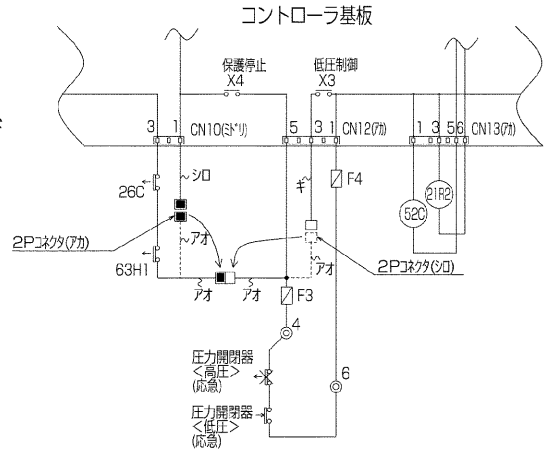 コントローラ基板
保護停止
X4
低圧制御
X3
3
1
CN10(ミドリ)
5
3
1
CN12(アカ)
1
3
5
6
CN13(アカ)
シロ
26C
キ
F4
21R2
52C
2Pコネクタ(アカ)
アオ
63H1
アオ
2Pコネクタ(シロ)
アオ
アオ
F3
4
圧力開閉器
<高圧>
(応急)
6
圧力開閉器
<低圧>
(応急)